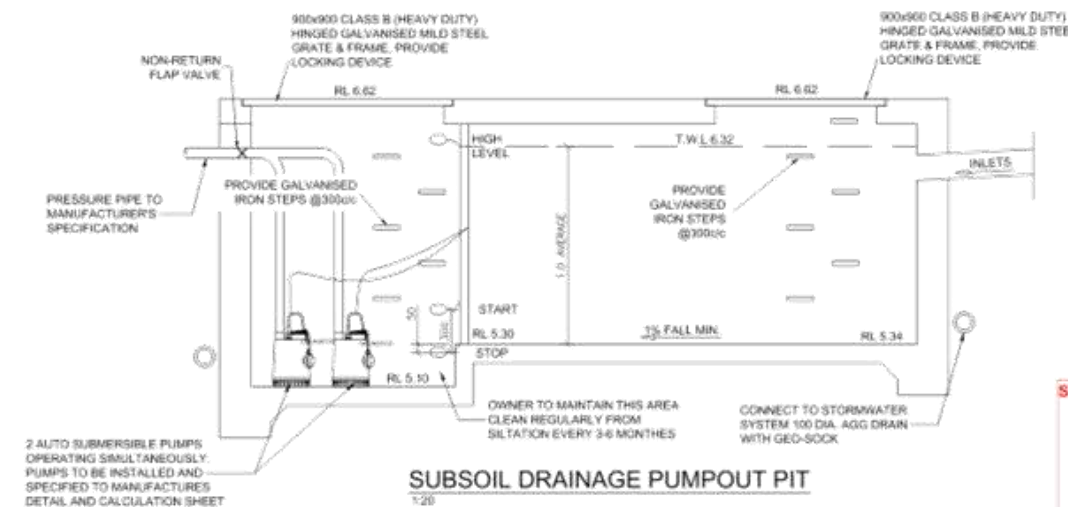 900x900 CLASS B (HEAVY DUTY)
HINGED GALVANISED MILD STEEL
GRATE & FRAME, PROVIDE
LOCKING DEVICE
900x900 CLASS B (HEAVY DUTY)
HINGED GALVANISED MILD STEE
GRATE & FRAME, PROVIDE
LOCKING DEVICE
NON-RETURN
FLAP VALVE
RL 6.62
RL 6.62
HIGH
LEVEL
T.W.L 6.32
INLETS
PROVIDE GALVANISED
IRON STEPS @300c/c
PROVIDE
GALVANISED
IRON STEPS
@300c/c
PRESSURE PIPE TO
MANUFACTURER'S
SPECIFICATION
AVERAGE
START
50
300
RL 5.30
1% FALL MIN.
RL 5.34
STOP
RL 5.10
OWNER TO MAINTAIN THIS AREA
CLEAN REGULARLY FROM
SILTATION EVERY 3-6 MONTHES
CONNECT TO STORMWATER
SYSTEM 100 DIA. AGG DRAIN
WITH GEO-SOCK
2 AUTO SUBMERSIBLE PUMPS
OPERATING SIMULTANEOUSLY.
PUMPS TO BE INSTALLED AND
SPECIFIED TO MANUFACTURES
DETAIL AND CALCULATION SHEET
SUBSOIL DRAINAGE PUMPOUT PIT
1:20
S